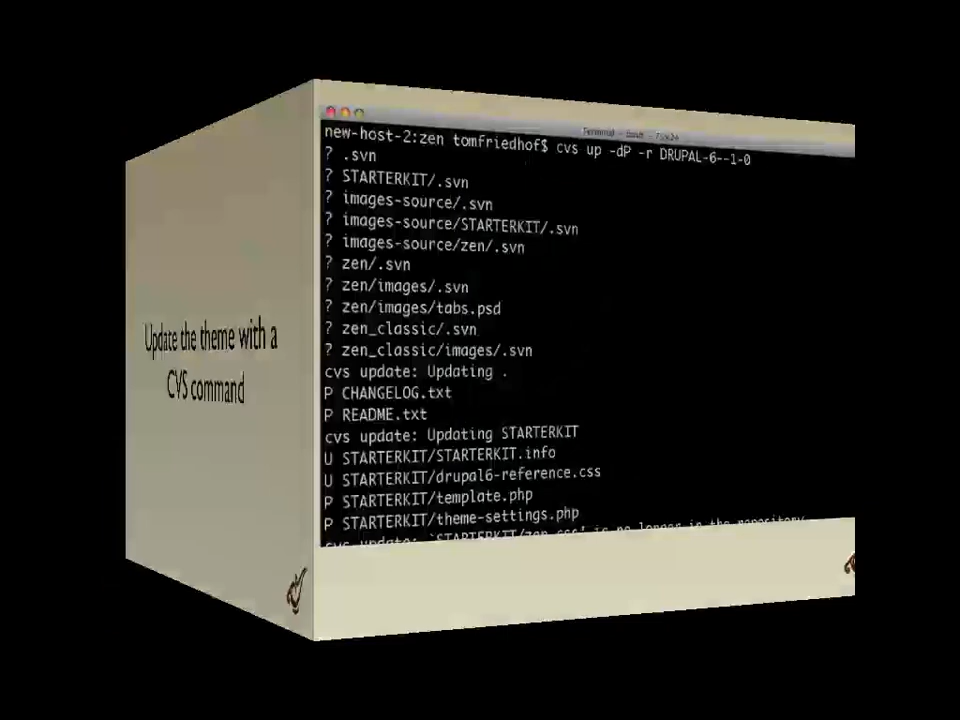 Update the theme with a
CVS command
new-host-2:zen tomfriedhof$ cvs up -dP -r DRUPAL-6--1-0
? .svn
? STARTERKIT/.svn
? images-source/.svn
? images-source/STARTERKIT/.svn
? images-source/zen/.svn
? zen/.svn
? zen/images/.svn
? zen/images/tabs.psd
? zen_classic/.svn
? zen_classic/images/.svn
cvs update: Updating .
P CHANGELOG.txt
P README.txt
cvs update: Updating STARTERKIT
U STARTERKIT/STARTERKIT.info
U STARTERKIT/drupal6-reference.css
P STARTERKIT/template.php
P STARTERKIT/theme-settings.php
cvs update: `STARTERKIT/zen.css' is no longer in the repository